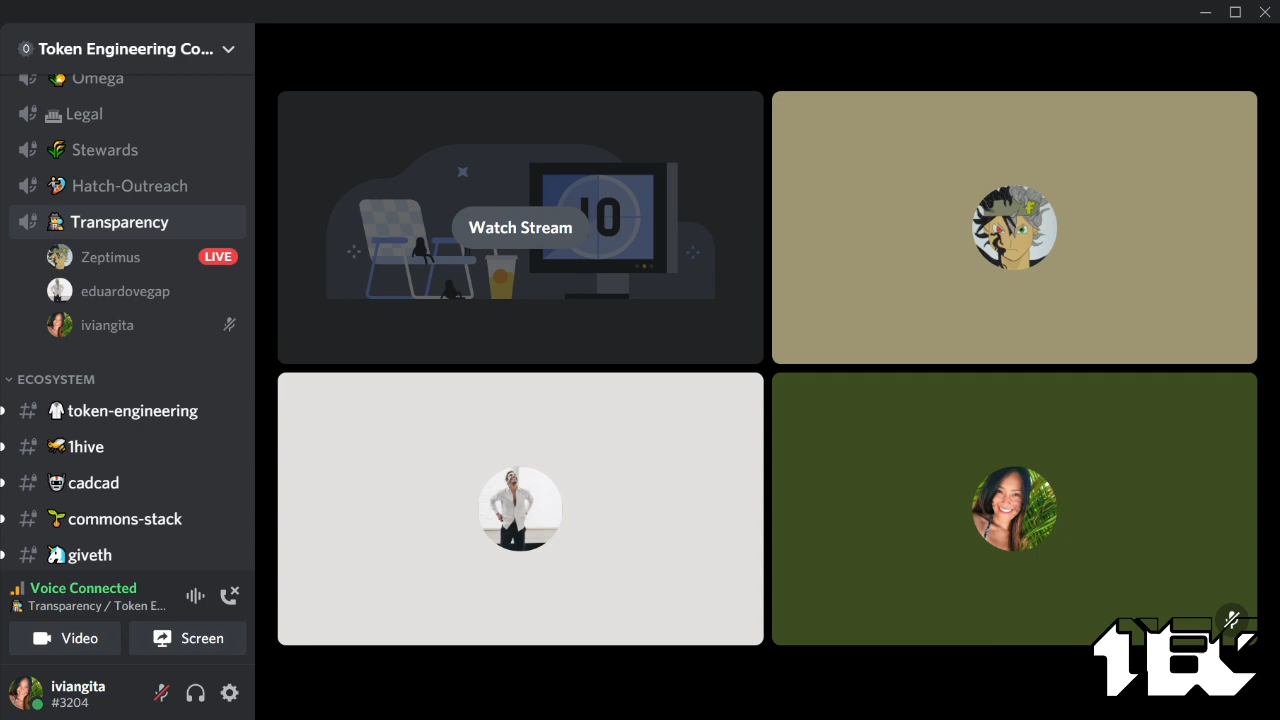 Token Engineering Co...
Omega
Legal
Stewards
Hatch-Outreach
Transparency
Zeptimus
LIVE
eduardovegap
iviangita
ECOSYSTEM
token-engineering
1hive
cadcad
commons-stack
giveth
Voice Connected
Transparency / Token E...
Video
Screen
iviangita
#3204
Watch Stream
10
TEC